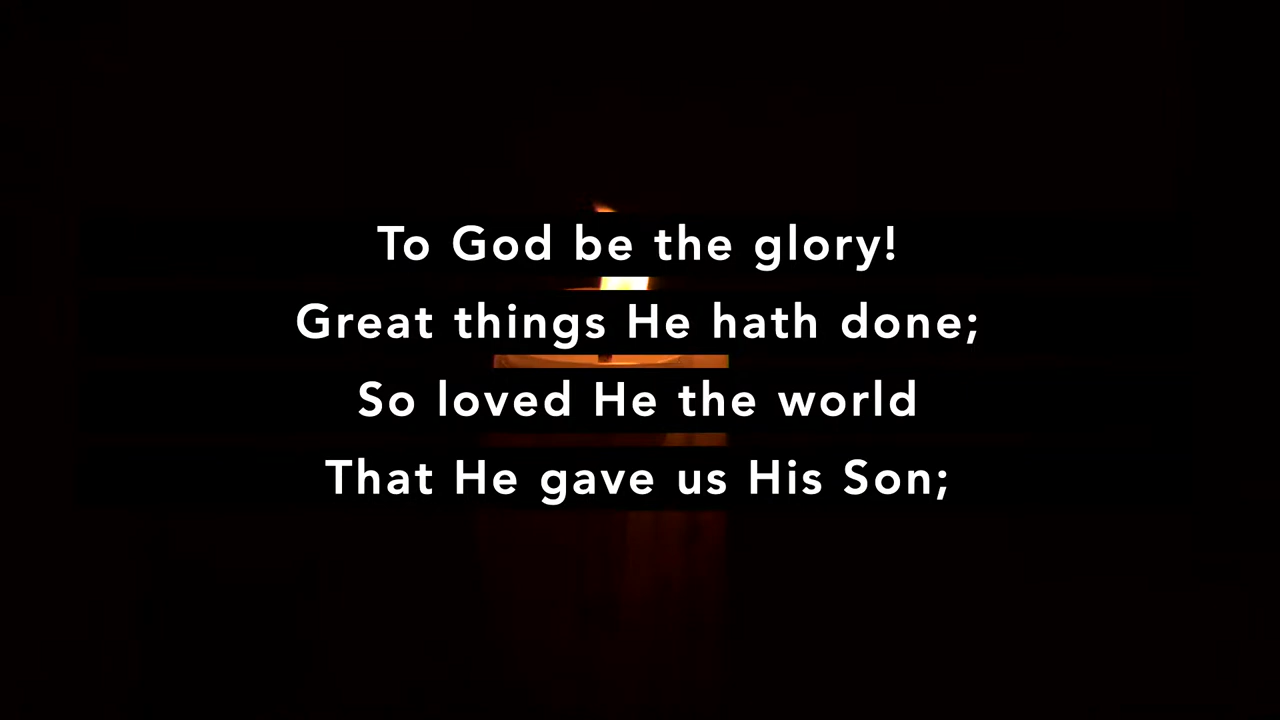 To God be the glory!
Great things He hath done;
So loved He the world
That He gave us His Son;